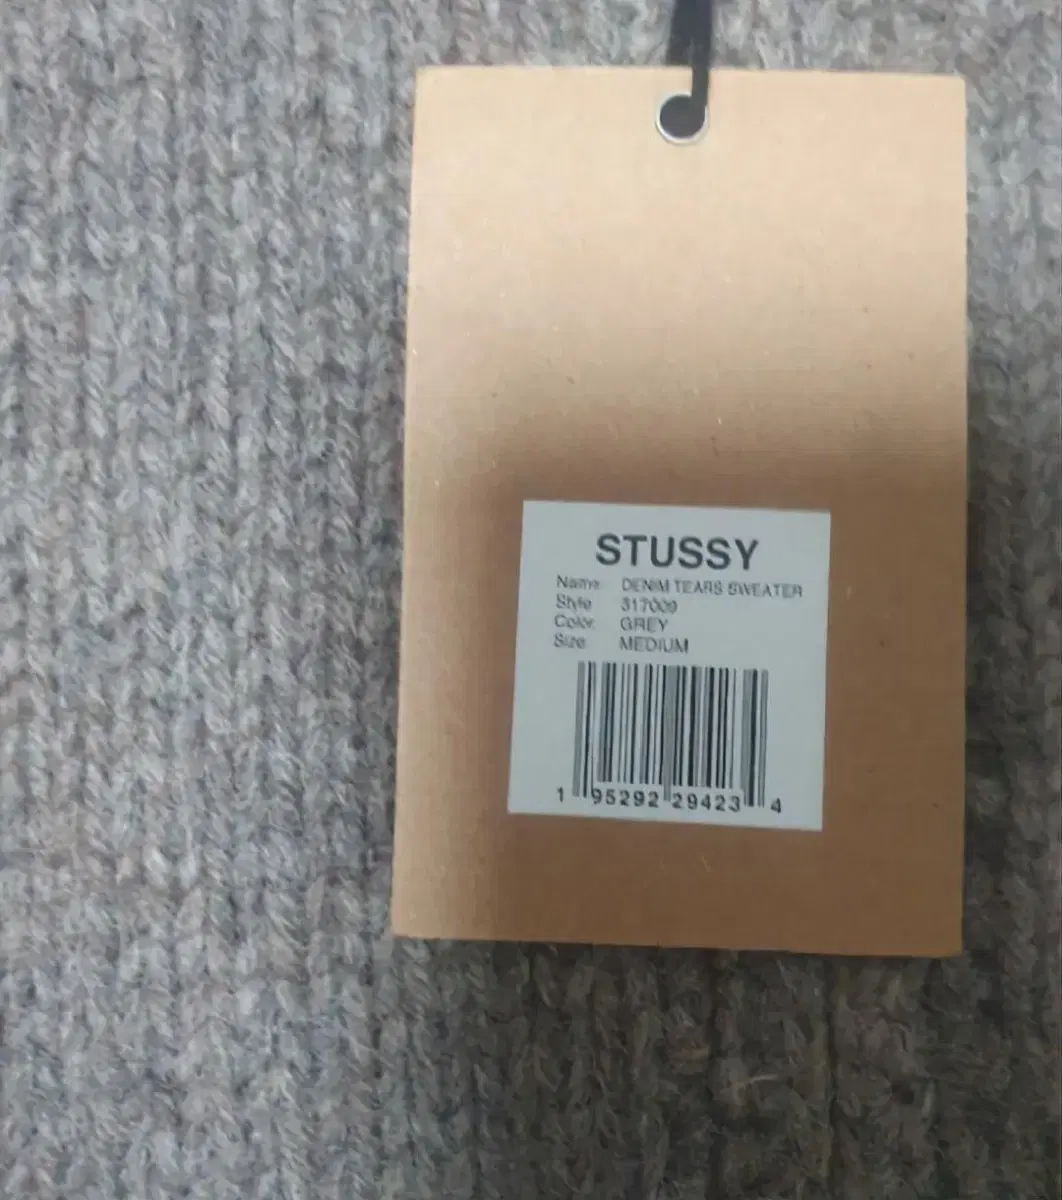 STUSSY
Name: DENIM TEARS SWEATER
Style 317009
Color: GREY
Size: MEDIUM
1 95292 29423 4